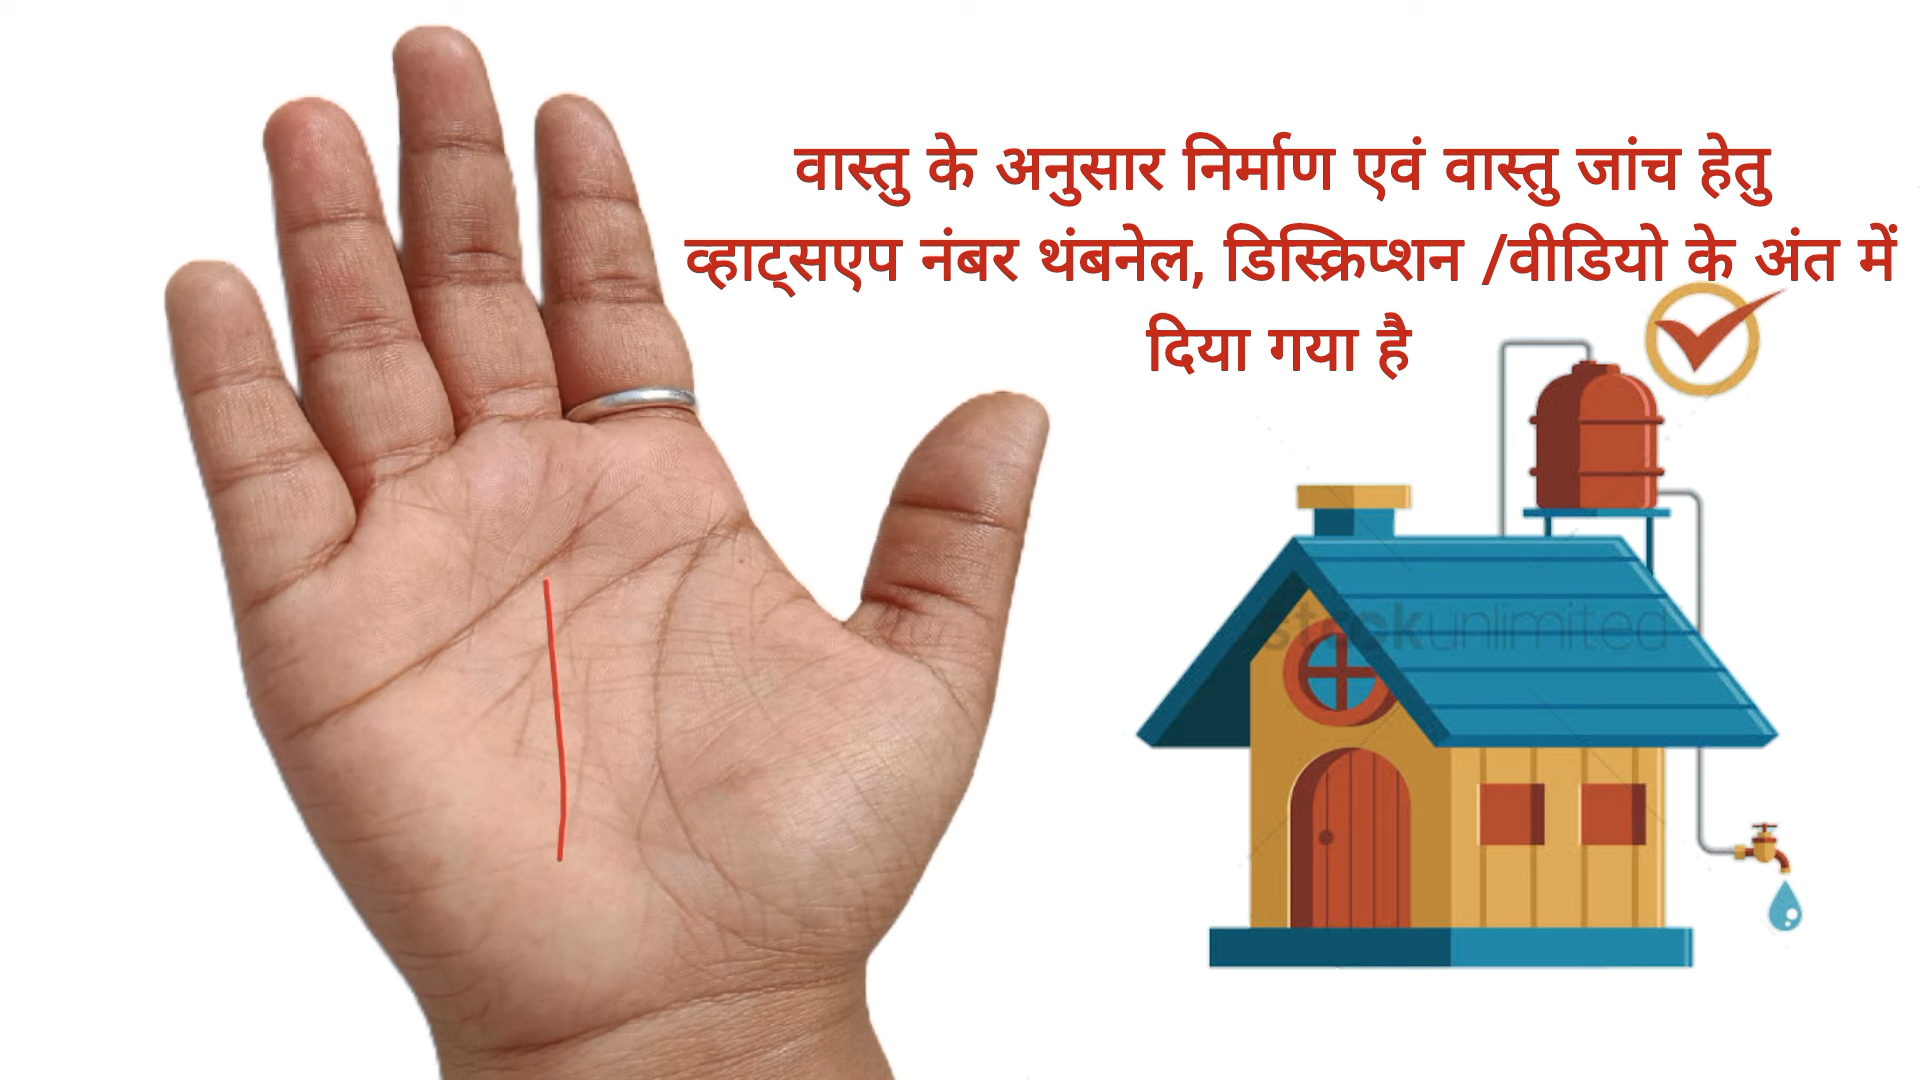 वास्तु के अनुसार निर्माण एवं वास्तु जांच हेतु
व्हाट्सएप नंबर थंबनेल, डिस्क्रिप्शन /वीडियो के अंत में
दिया गया है
stockunlimited